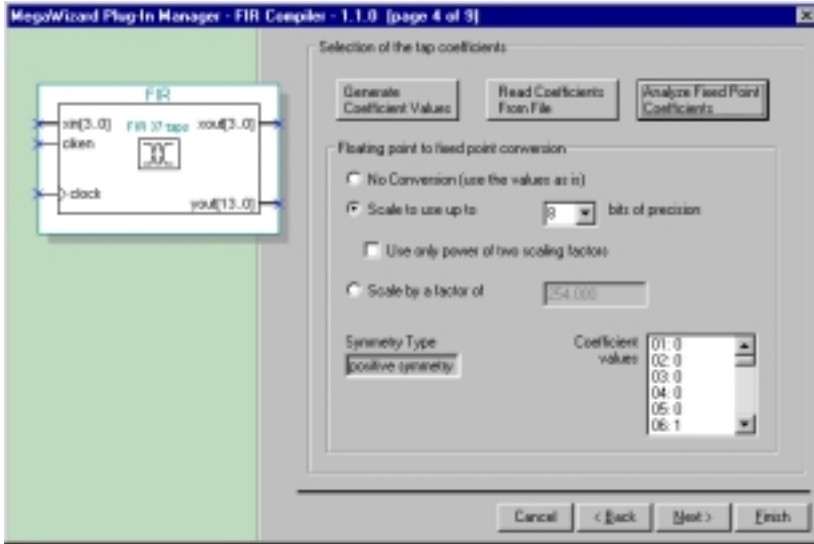 MegaWizard Plug-In Manager - FIR Compiler - 1.1.0 [page 4 of 9]
Selection of the tap coefficients
Generate Coefficient Values
Read Coefficients From File
Analyze Fixed Point Coefficients
FIR
xin[3..0]
FIR 37 taps
xout[3..0]
clken
clock
yout[13..0]
Floating point to fixed point conversion
No Conversion (use the values as is)
Scale to use up to 8 bits of precision
Use only power of two scaling factors
Scale by a factor of 254.000
Symmetry Type
positive symmetry
Coefficient values
01: 0
02: 0
03: 0
04: 0
05: 0
06: 1
Cancel
< Back
Next >
Finish